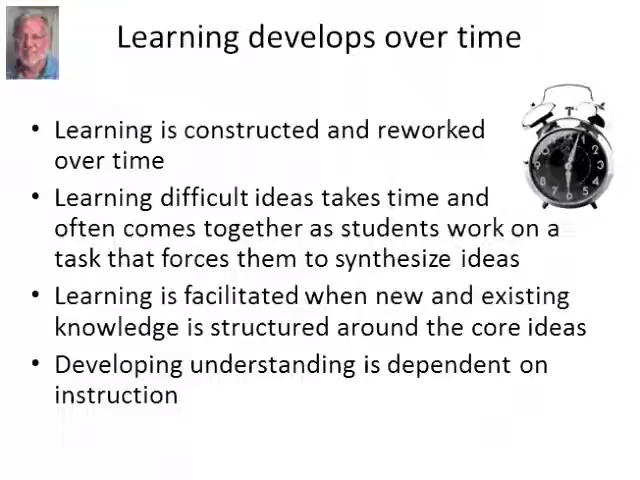 Learning develops over time
• Learning is constructed and reworked
over time
• Learning difficult ideas takes time and
often comes together as students work on a
task that forces them to synthesize ideas
• Learning is facilitated when new and existing
knowledge is structured around the core ideas
• Developing understanding is dependent on
instruction